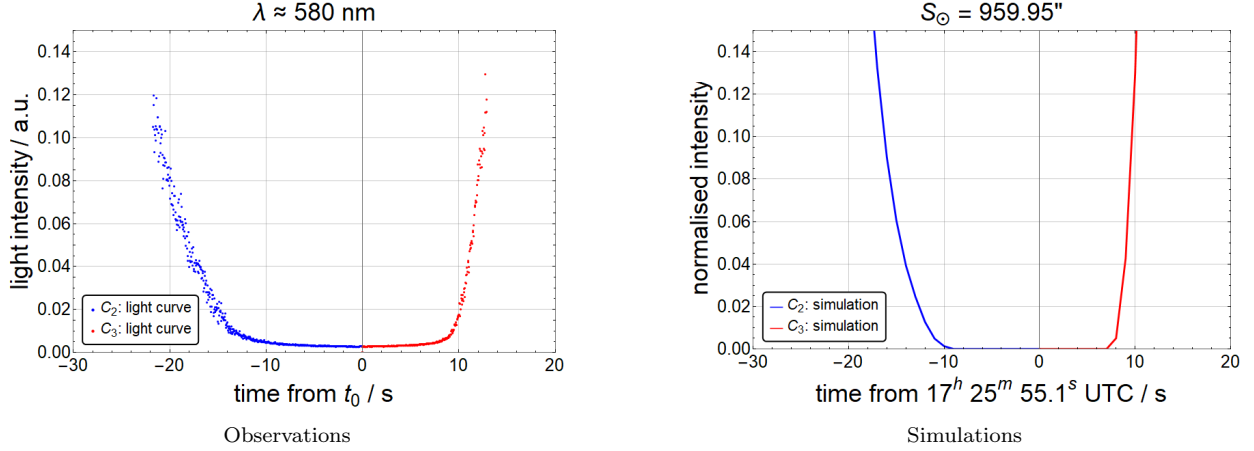 λ ≈ 580 nm
light intensity / a.u.
0.14
0.12
0.10
0.08
0.06
0.04
0.02
0.00
−30
−20
−10
0
10
20
C₂: light curve
C₃: light curve
time from t₀ / s
Observations
S☉ = 959.95"
normalised intensity
0.14
0.12
0.10
0.08
0.06
0.04
0.02
0.00
−30
−20
−10
0
10
20
C₂: simulation
C₃: simulation
time from 17ʰ 25ᵐ 55.1ˢ UTC / s
Simulations